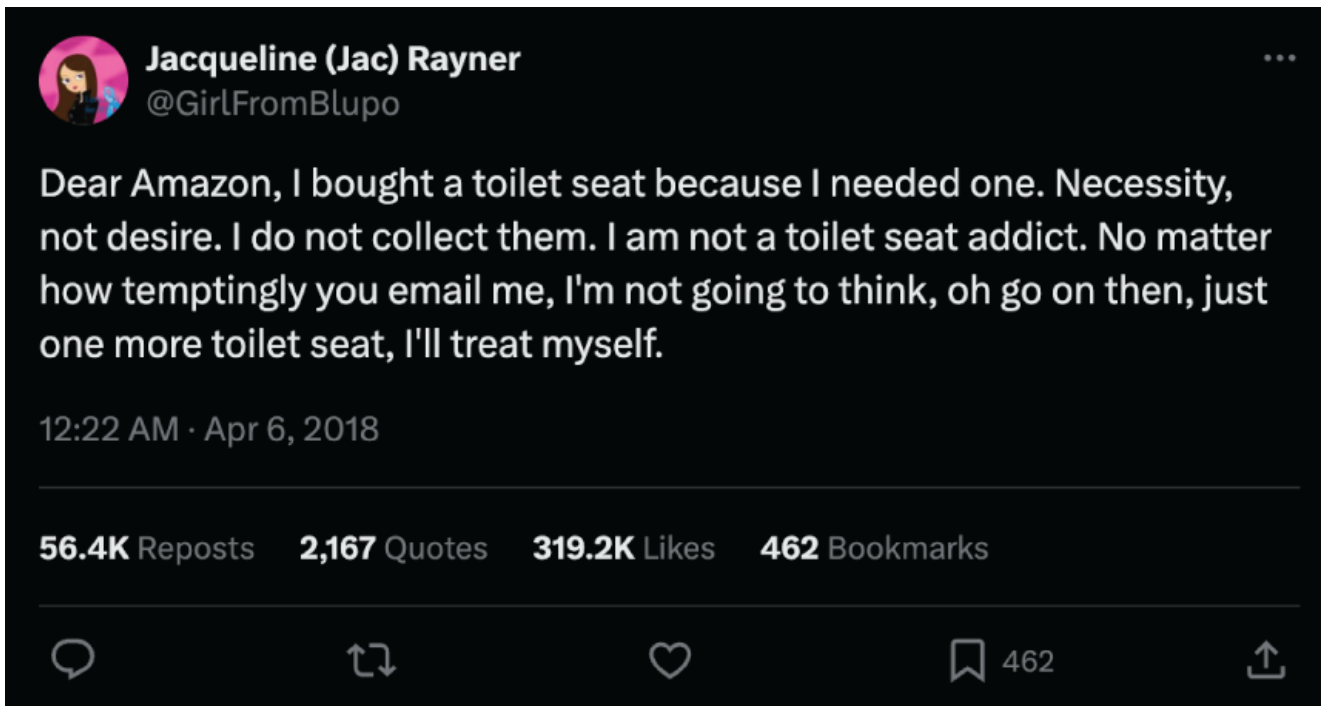 Jacqueline (Jac) Rayner
@GirlFromBlupo
Dear Amazon, I bought a toilet seat because I needed one. Necessity,
not desire. I do not collect them. I am not a toilet seat addict. No matter
how temptingly you email me, I'm not going to think, oh go on then, just
one more toilet seat, I'll treat myself.
12:22 AM · Apr 6, 2018
56.4K Reposts 2,167 Quotes 319.2K Likes 462 Bookmarks
462